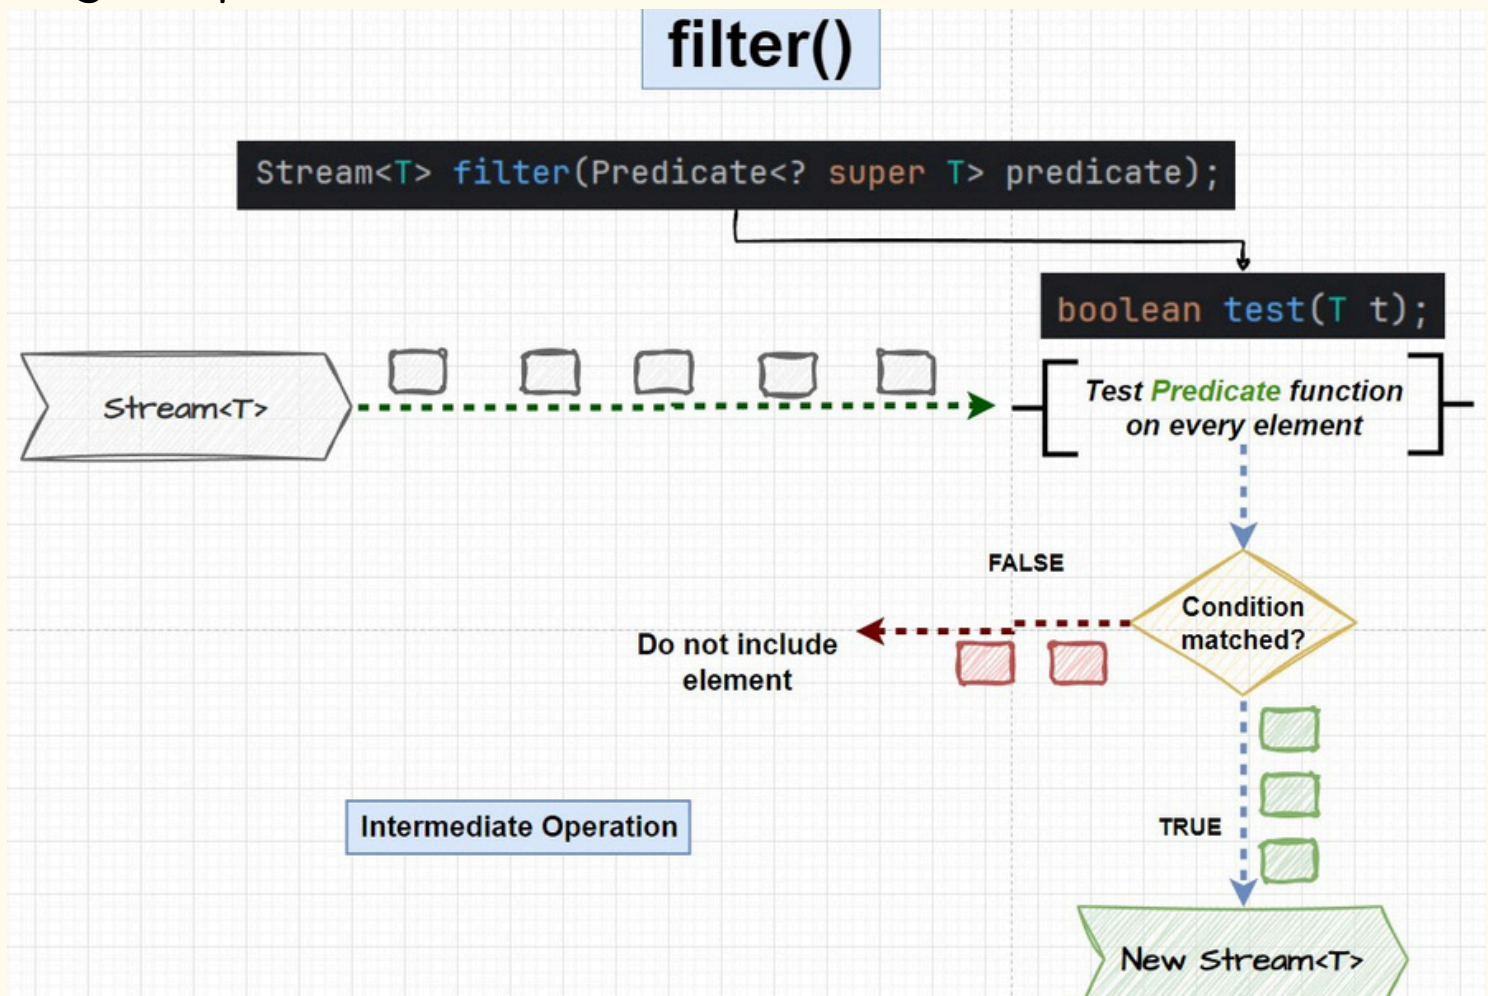 filter()
Stream<T> filter(Predicate<? super T> predicate);
boolean test(T t);
Stream<T>
Test Predicate function
on every element
FALSE
Condition
matched?
Do not include
element
Intermediate Operation
TRUE
New Stream<T>